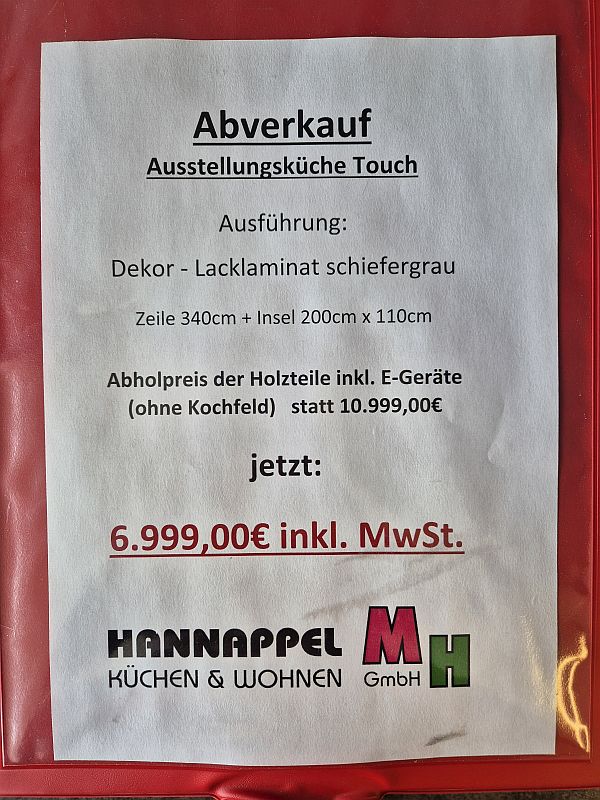 Abverkauf
Ausstellungsküche Touch
Ausführung:
Dekor - Lacklaminat schiefergrau
Zeile 340cm + Insel 200cm x 110cm
Abholpreis der Holzteile inkl. E-Geräte
(ohne Kochfeld) statt 10.999,00€
jetzt:
6.999,00€ inkl. MwSt.
HANNAPPEL MH
KÜCHEN & WOHNEN GmbH